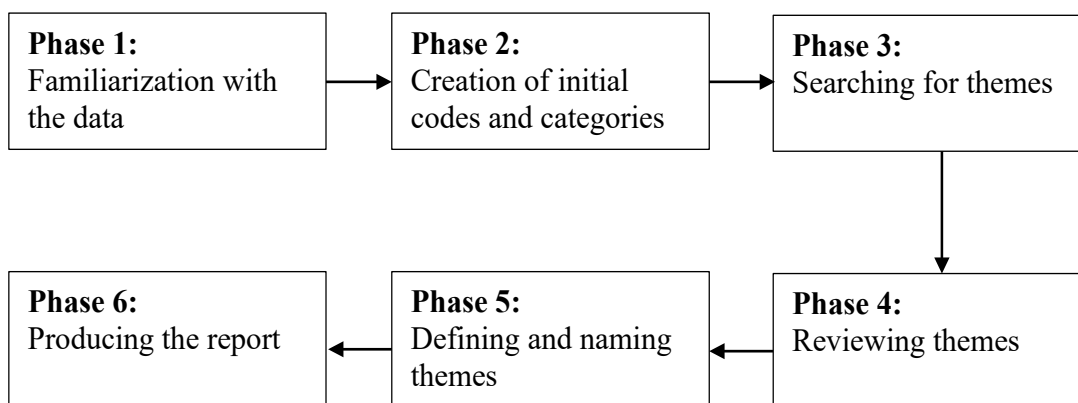 Phase 1:
Familiarization with
the data
Phase 2:
Creation of initial
codes and categories
Phase 3:
Searching for themes
Phase 4:
Reviewing themes
Phase 5:
Defining and naming
themes
Phase 6:
Producing the report